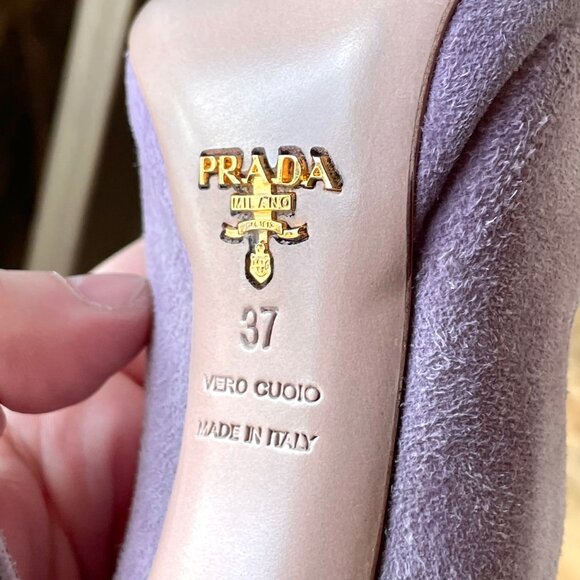 PRADA
MILANO
37
VERO CUOIO
MADE IN ITALY